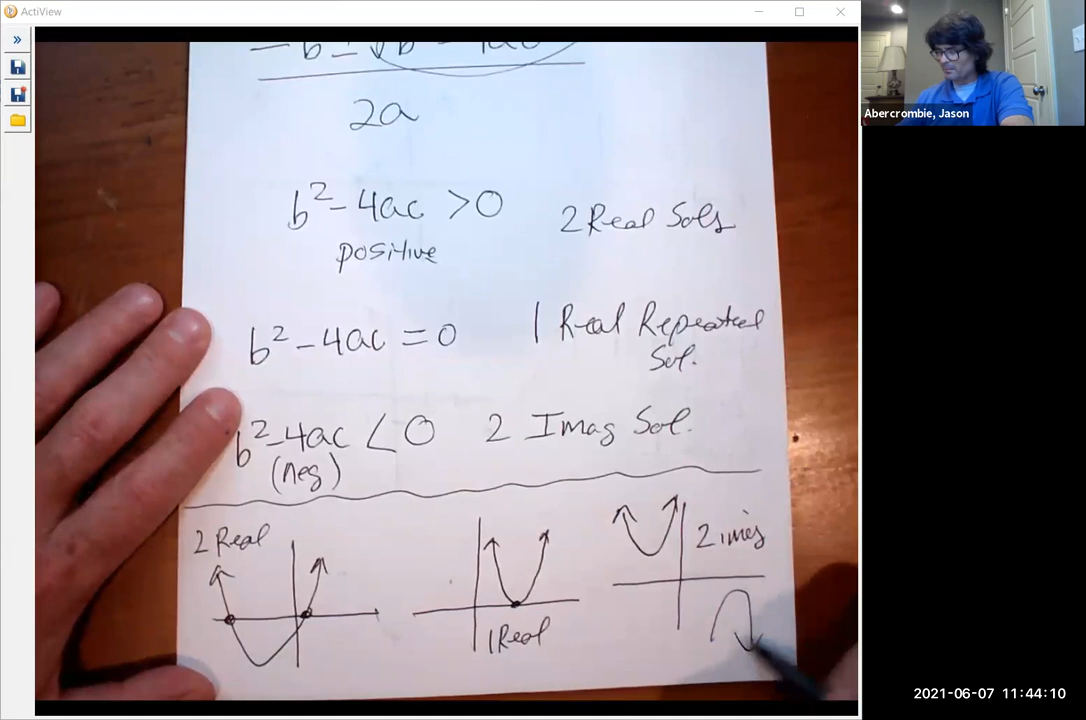 ActiView
»
Abercrombie, Jason
2a
b²-4ac >0 2 Real Sols
positive
b²-4ac =0 1 Real Repeated
Sol.
b²-4ac <0 2 Imag Sol.
(neg)
2 Real
1 Real
2
2021-06-07 11:44:10